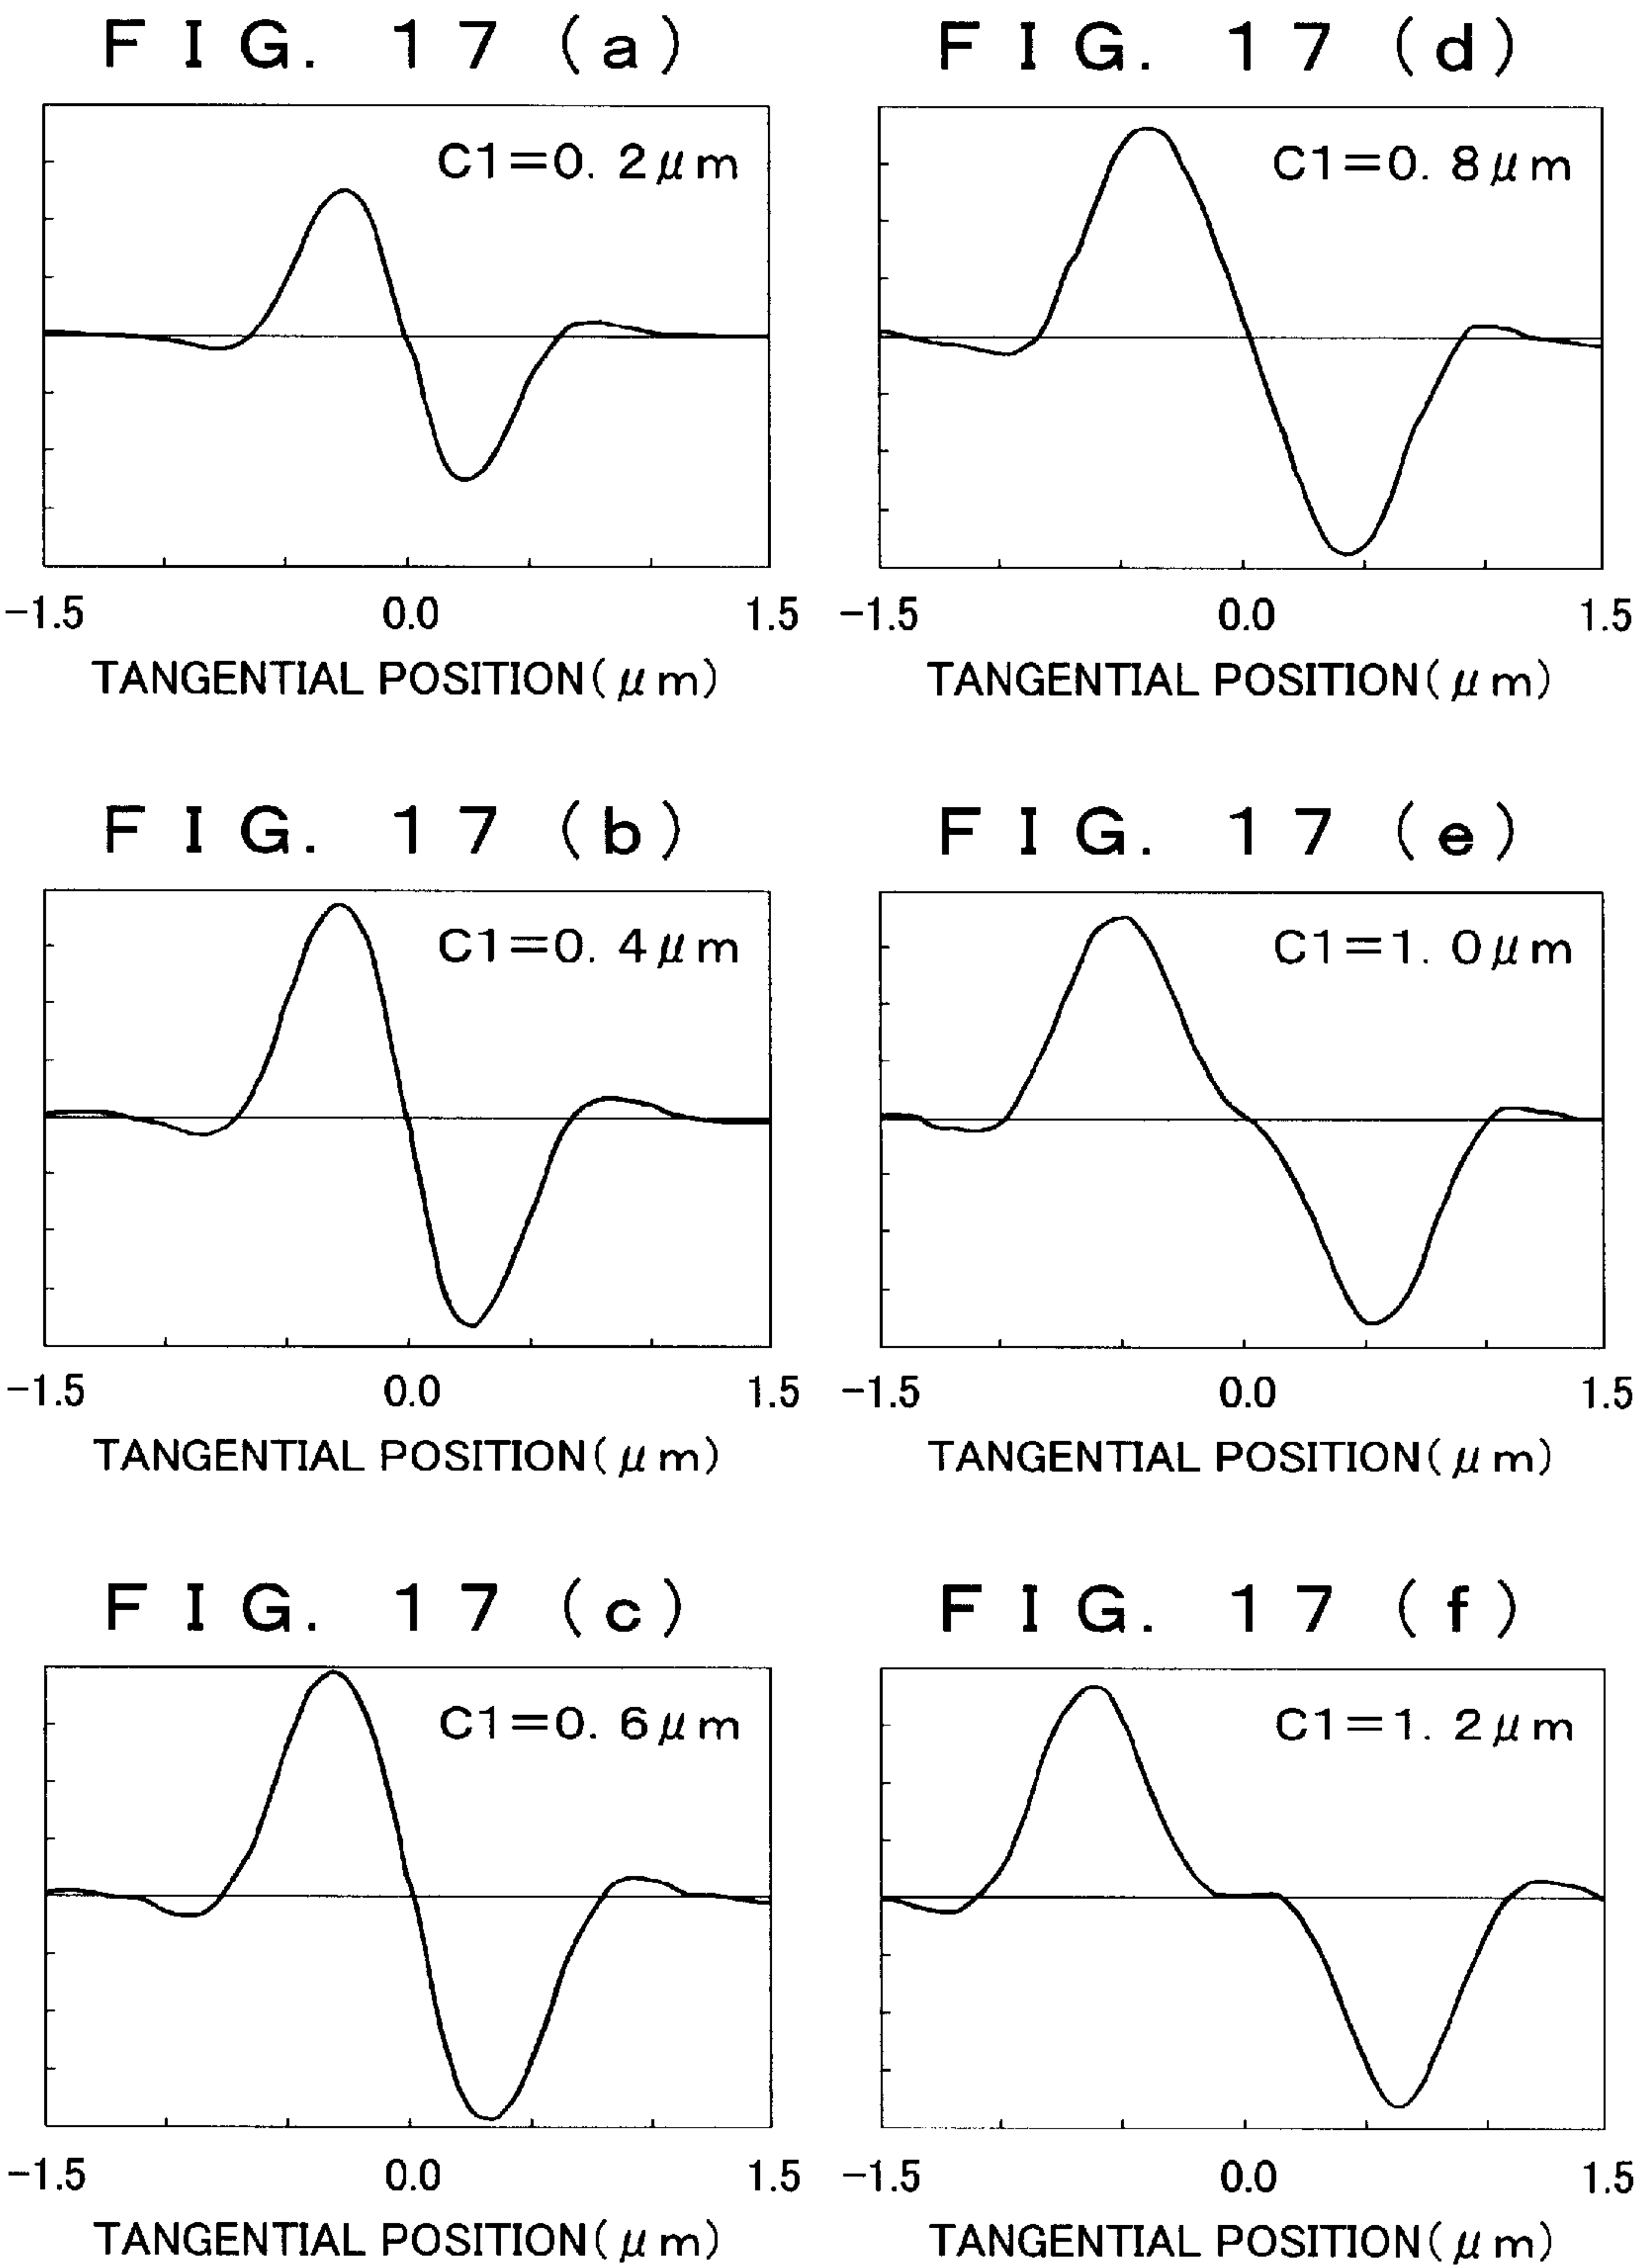 FIG. 17 (a)
C1=0.2μm
-1.5 0.0 1.5
TANGENTIAL POSITION(μm)
FIG. 17 (b)
C1=0.4μm
-1.5 0.0 1.5
TANGENTIAL POSITION(μm)
FIG. 17 (c)
C1=0.6μm
-1.5 0.0 1.5
TANGENTIAL POSITION(μm)
FIG. 17 (d)
C1=0.8μm
-1.5 0.0 1.5
TANGENTIAL POSITION(μm)
FIG. 17 (e)
C1=1.0μm
-1.5 0.0 1.5
TANGENTIAL POSITION(μm)
FIG. 17 (f)
C1=1.2μm
-1.5 0.0 1.5
TANGENTIAL POSITION(μm)